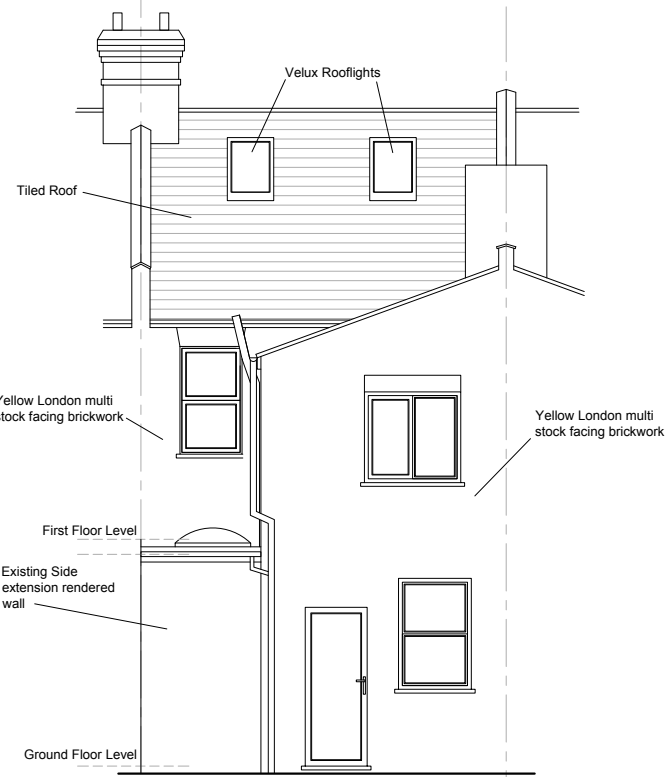 Velux Rooflights
Tiled Roof
Yellow London multi
stock facing brickwork
Yellow London multi
stock facing brickwork
First Floor Level
Existing Side
extension rendered
wall
Ground Floor Level